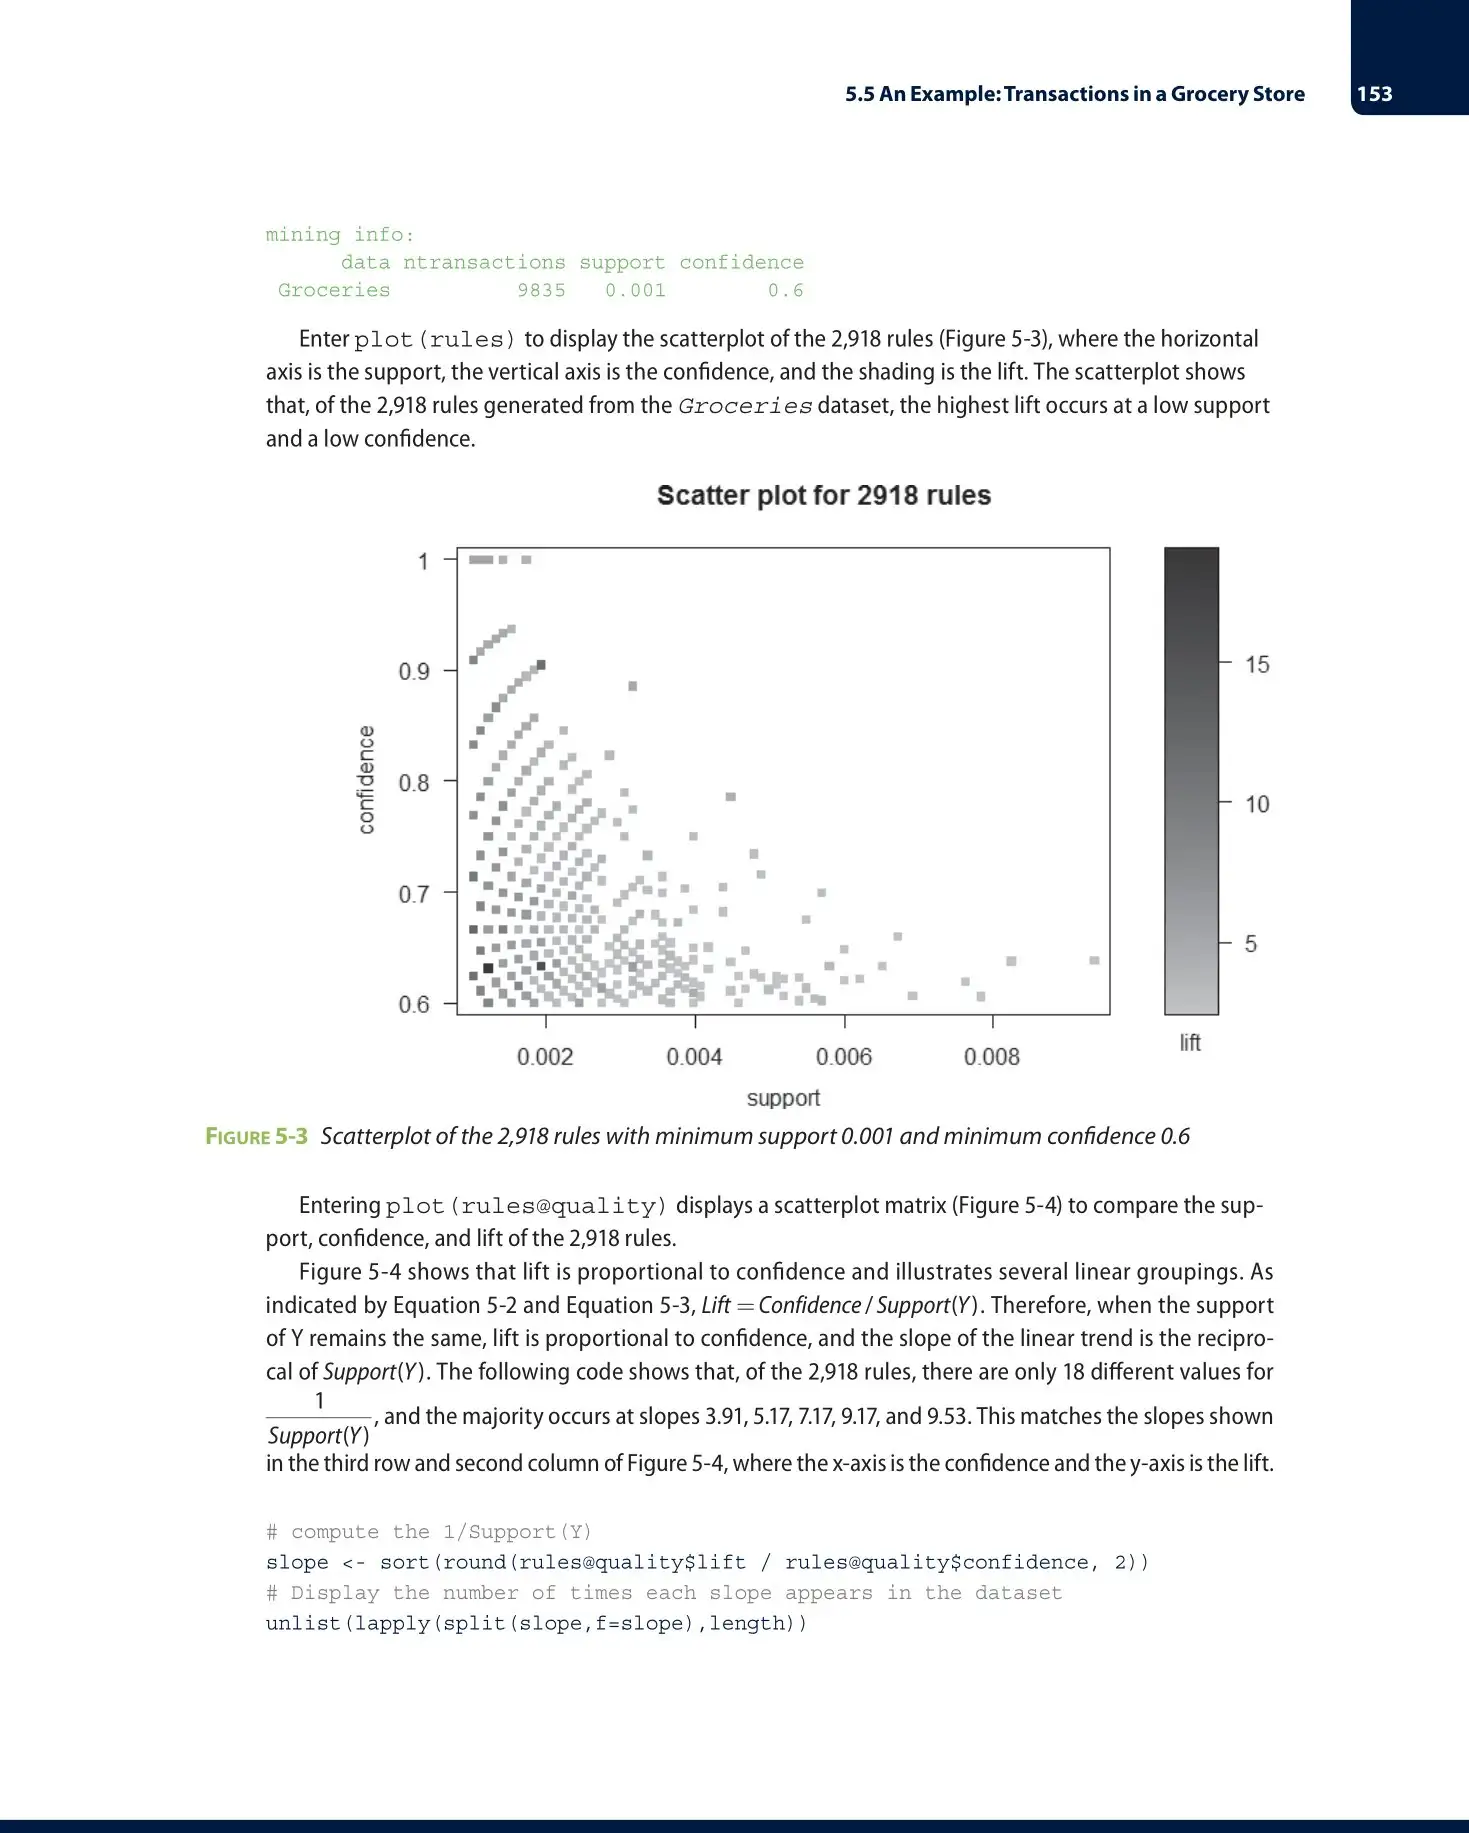 5.5 An Example: Transactions in a Grocery Store 153
mining info:
data ntransactions support confidence
Groceries 9835 0.001 0.6
Enter plot(rules) to display the scatterplot of the 2,918 rules (Figure 5-3), where the horizontal
axis is the support, the vertical axis is the confidence, and the shading is the lift. The scatterplot shows
that, of the 2,918 rules generated from the Groceries dataset, the highest lift occurs at a low support
and a low confidence.
Scatter plot for 2918 rules
1
0.9
0.8
0.7
0.6
confidence
0.002 0.004 0.006 0.008
support
15
10
5
lift
FIGURE 5-3 Scatterplot of the 2,918 rules with minimum support 0.001 and minimum confidence 0.6
Entering plot(rules@quality) displays a scatterplot matrix (Figure 5-4) to compare the sup-
port, confidence, and lift of the 2,918 rules.
Figure 5-4 shows that lift is proportional to confidence and illustrates several linear groupings. As
indicated by Equation 5-2 and Equation 5-3, Lift = Confidence / Support(Y). Therefore, when the support
of Y remains the same, lift is proportional to confidence, and the slope of the linear trend is the recipro-
cal of Support(Y). The following code shows that, of the 2,918 rules, there are only 18 different values for
1
Support(Y)
, and the majority occurs at slopes 3.91, 5.17, 7.17, 9.17, and 9.53. This matches the slopes shown
in the third row and second column of Figure 5-4, where the x-axis is the confidence and the y-axis is the lift.
# compute the 1/Support(Y)
slope <- sort(round(rules@quality$lift / rules@quality$confidence, 2))
# Display the number of times each slope appears in the dataset
unlist(lapply(split(slope,f=slope),length))